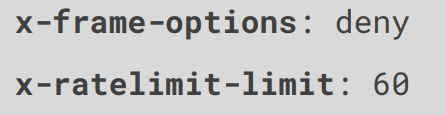 x-frame-options: deny
x-ratelimit-limit: 60